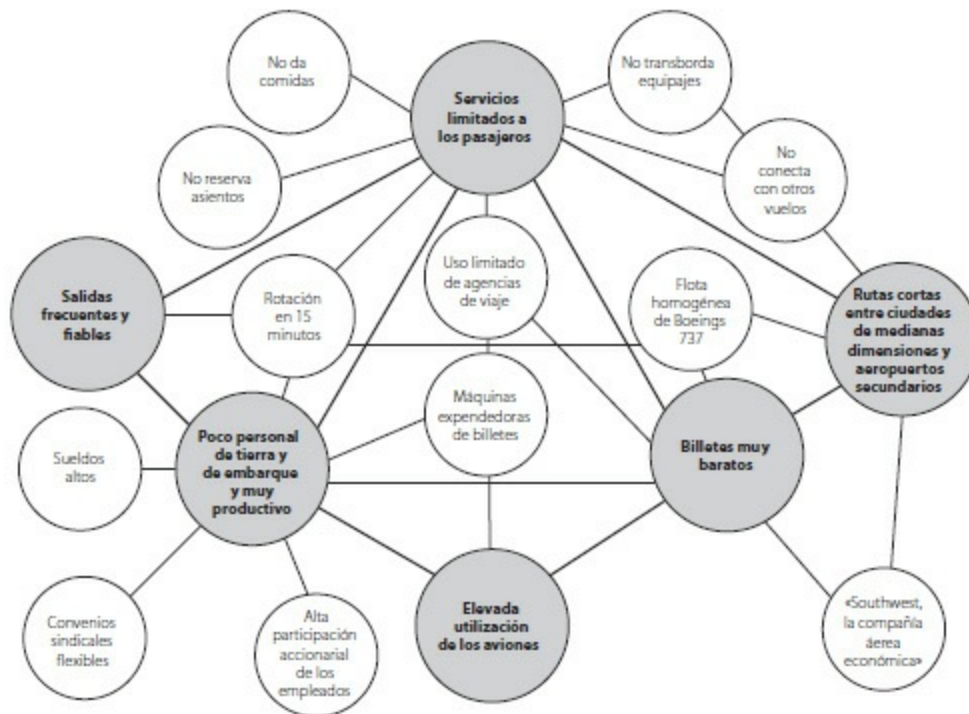 No da
comidas
Servicios
limitados a
los pasajeros
No transborda
equipajes
No reserva
asientos
No
conecta
con otros
vuelos
Salidas
frecuentes y
fiables
Rotación
en 15
minutos
Uso limitado
de agencias
de viaje
Flota
homogénea
de Boeings
737
Rutas cortas
entre ciudades
de medianas
dimensiones y
aeropuertos
secundarios
Sueldos
altos
Poco personal
de tierra y
de embarque
y muy
productivo
Máquinas
expendedoras
de billetes
Billetes muy
baratos
Convenios
sindicales
flexibles
Alta
participación
accionarial
de los
empleados
Elevada
utilización
de los aviones
«Southwest,
la compañía
áerea
económica»